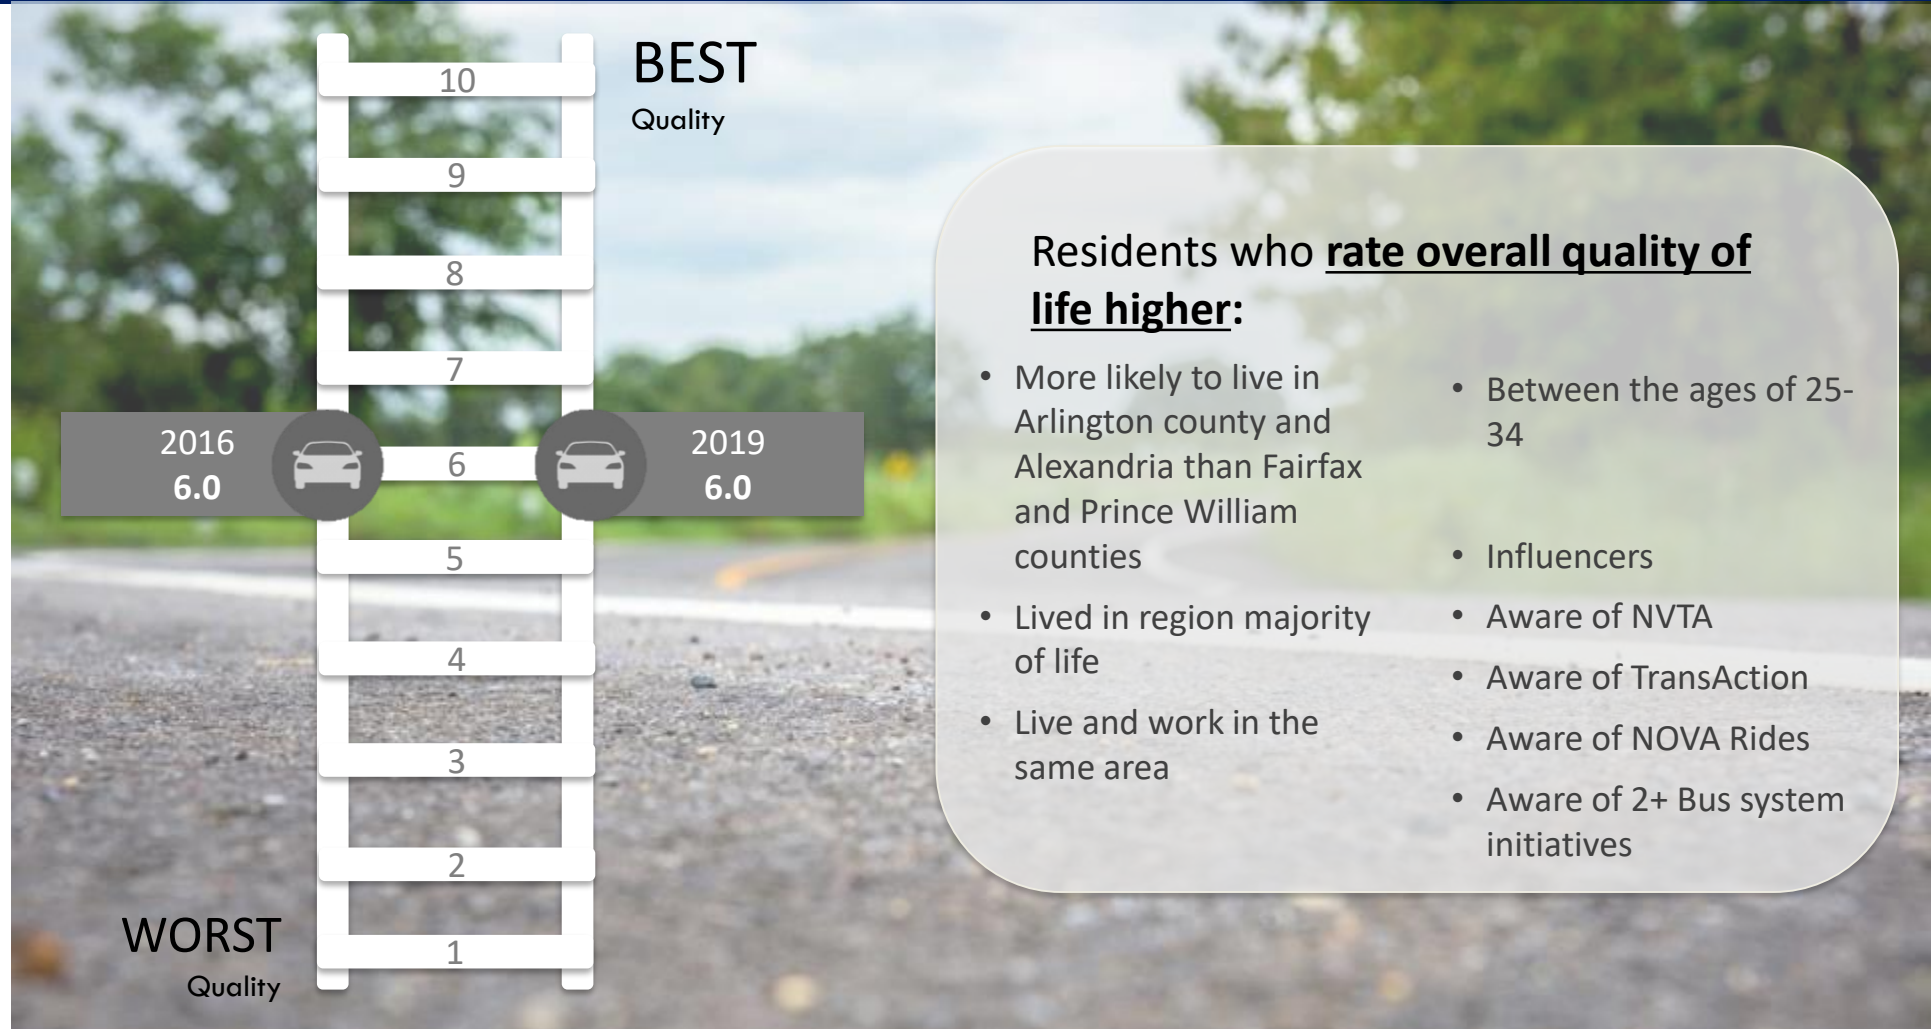 BEST
Quality
10
9
8
7
2016
6.0
6
2019
6.0
5
4
3
2
1
WORST
Quality
Residents who rate overall quality of
life higher:
• More likely to live in
Arlington county and
Alexandria than Fairfax
and Prince William
counties
• Lived in region majority
of life
• Live and work in the
same area
• Between the ages of 25-
34
• Influencers
• Aware of NVTA
• Aware of TransAction
• Aware of NOVA Rides
• Aware of 2+ Bus system
initiatives